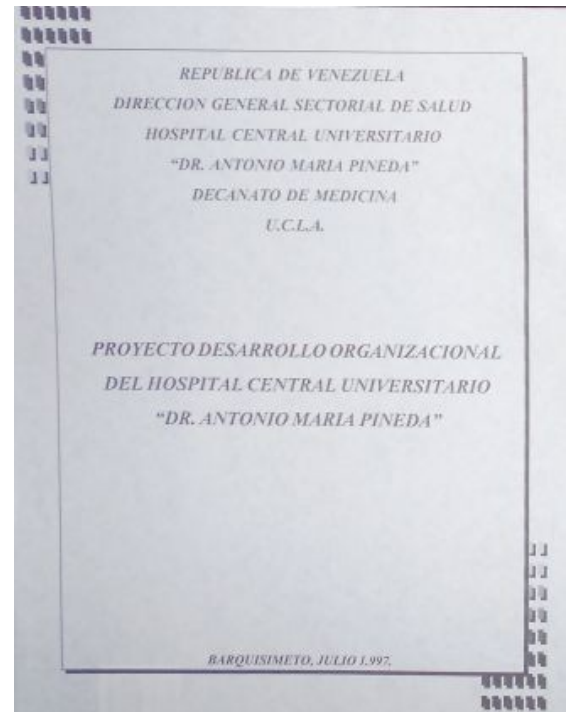 REPUBLICA DE VENEZUELA
DIRECCION GENERAL SECTORIAL DE SALUD
HOSPITAL CENTRAL UNIVERSITARIO
“DR. ANTONIO MARIA PINEDA”
DECANATO DE MEDICINA
U.C.L.A.
PROYECTO DESARROLLO ORGANIZACIONAL
DEL HOSPITAL CENTRAL UNIVERSITARIO
“DR. ANTONIO MARIA PINEDA”
BARQUISIMETO, JULIO 1.997.